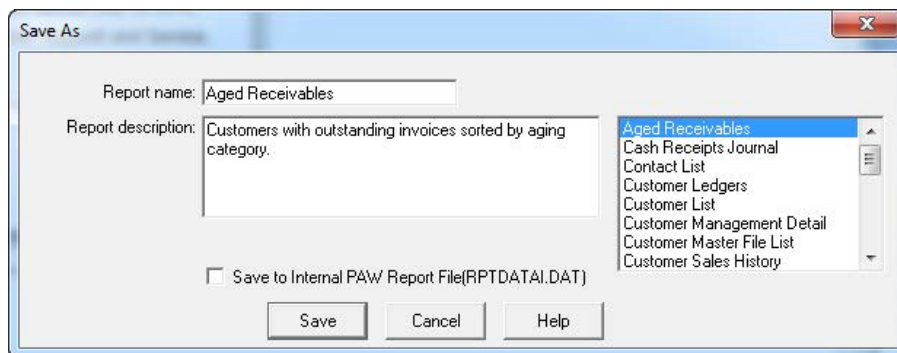 Save As
Report name: Aged Receivables
Report description: Customers with outstanding invoices sorted by aging
category.
Aged Receivables
Cash Receipts Journal
Contact List
Customer Ledgers
Customer List
Customer Management Detail
Customer Master File List
Customer Sales History
Save to Internal PAW Report File(RPTDATAI.DAT)
Save
Cancel
Help